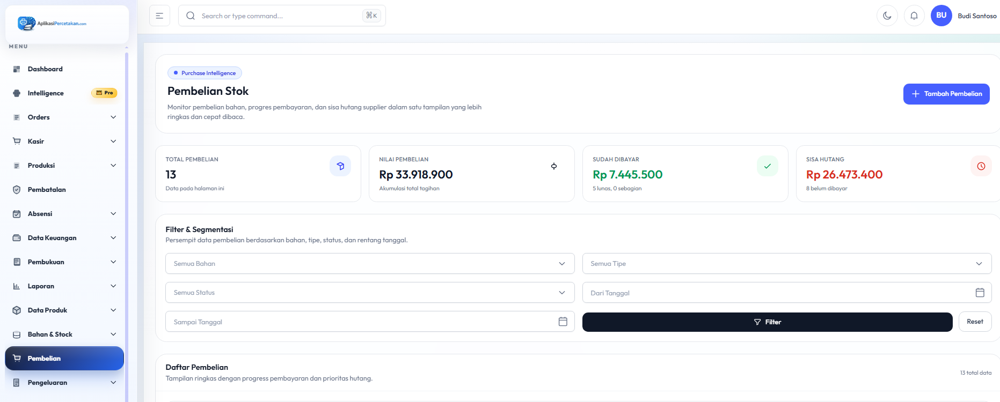 AplikasiPercetakan.com
Search or type command...
⌘K
BU
Budi Santoso
MENU
Dashboard
Intelligence
Pro
Orders
Kasir
Produksi
Pembatalan
Absensi
Data Keuangan
Pembukuan
Laporan
Data Produk
Bahan & Stock
Pembelian
Pengeluaran
Purchase Intelligence
Pembelian Stok
Monitor pembelian bahan, progres pembayaran, dan sisa hutang supplier dalam satu tampilan yang lebih
ringkas dan cepat dibaca.
Tambah Pembelian
TOTAL PEMBELIAN
13
Data pada halaman ini
NILAI PEMBELIAN
Rp 33.918.900
Akumulasi total tagihan
SUDAH DIBAYAR
Rp 7.445.500
5 lunas, 0 sebagian
SISA HUTANG
Rp 26.473.400
8 belum dibayar
Filter & Segmentasi
Persempit data pembelian berdasarkan bahan, tipe, status, dan rentang tanggal.
Semua Bahan
Semua Tipe
Semua Status
Dari Tanggal
Sampai Tanggal
Filter
Reset
Daftar Pembelian
Tampilan ringkas dengan progress pembayaran dan prioritas hutang.
13 total data